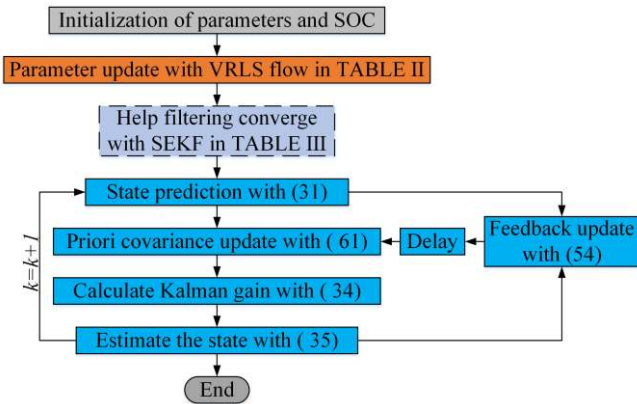 Initialization of parameters and SOC
Parameter update with VRLS flow in TABLE II
Help filtering converge
with SEKF in TABLE III
State prediction with (31)
Priori covariance update with ( 61)
Delay
Feedback update
with (54)
k=k+1
Calculate Kalman gain with ( 34)
Estimate the state with ( 35)
End